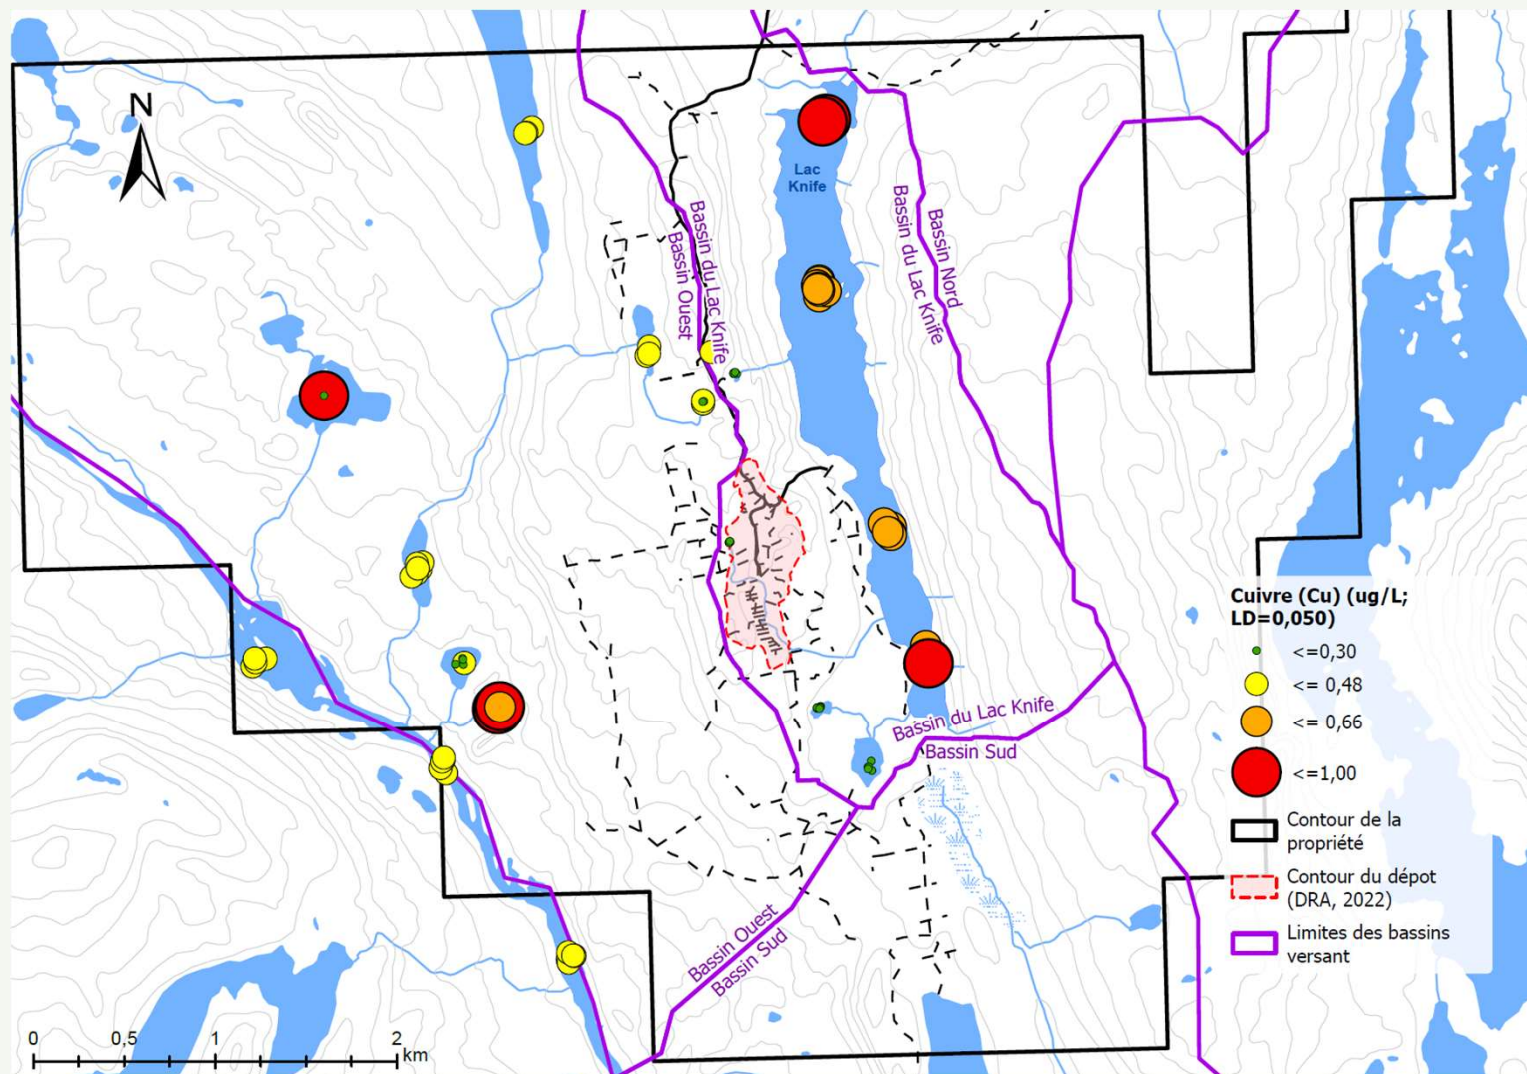 N
Lac
Knife
Bassin du Lac Knife
Bassin Ouest
Bassin Nord
Bassin du Lac Knife
Bassin du Lac Knife
Bassin Sud
Bassin Ouest
Bassin Sud
Cuivre (Cu) (ug/L;
LD=0,050)
<=0,30
<= 0,48
<= 0,66
<=1,00
Contour de la
propriété
Contour du dépot
(DRA, 2022)
Limites des bassins
versant
0 0,5 1 2
km